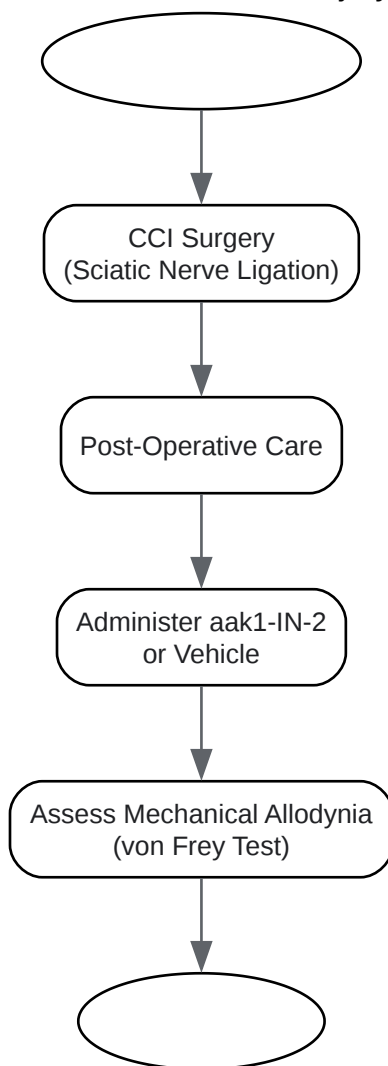 CCI Surgery
(Sciatic Nerve Ligation)
Post-Operative Care
Administer aak1-IN-2
or Vehicle
Assess Mechanical Allodynia
(von Frey Test)